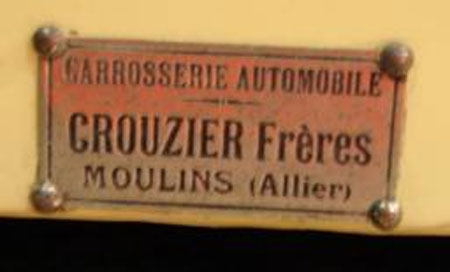 CARROSSERIE AUTOMOBILE
CROUZIER Frères
MOULINS (Allier)